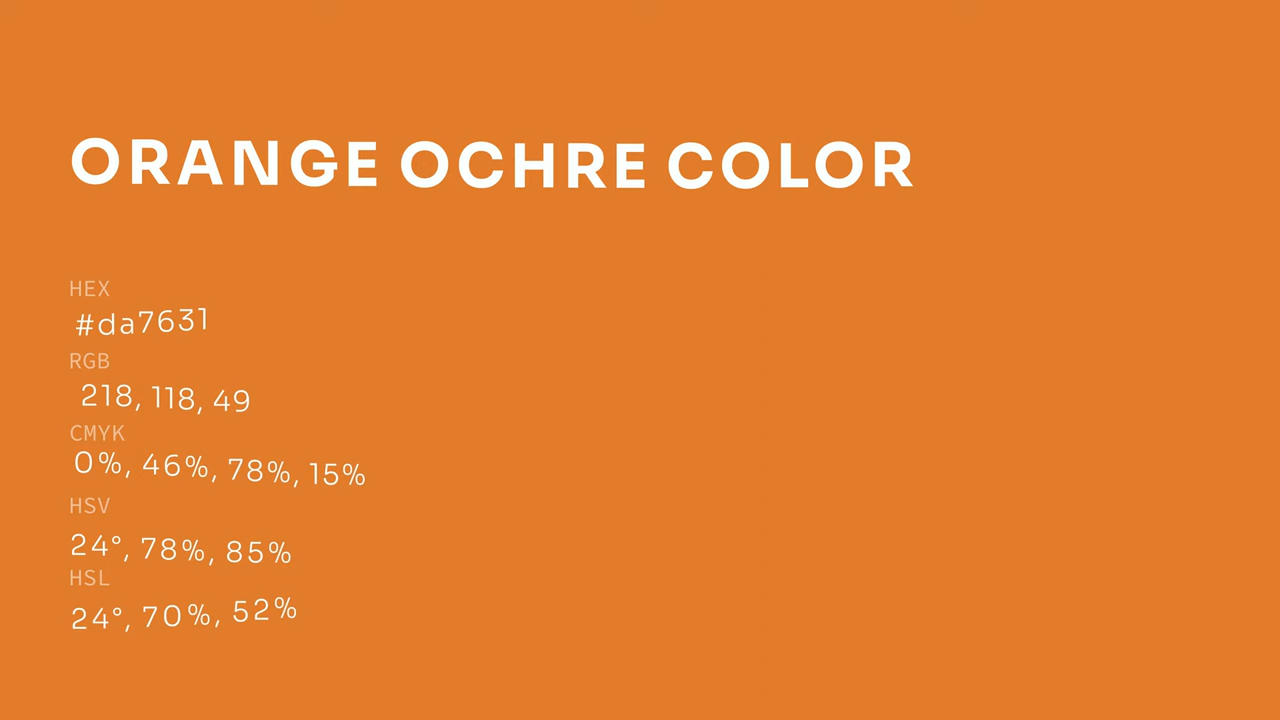 ORANGE OCHRE COLOR
HEX
#da7631
RGB
218, 118, 49
CMYK
0%, 46%, 78%, 15%
HSV
24°, 78%, 85%
HSL
24°, 70%, 52%